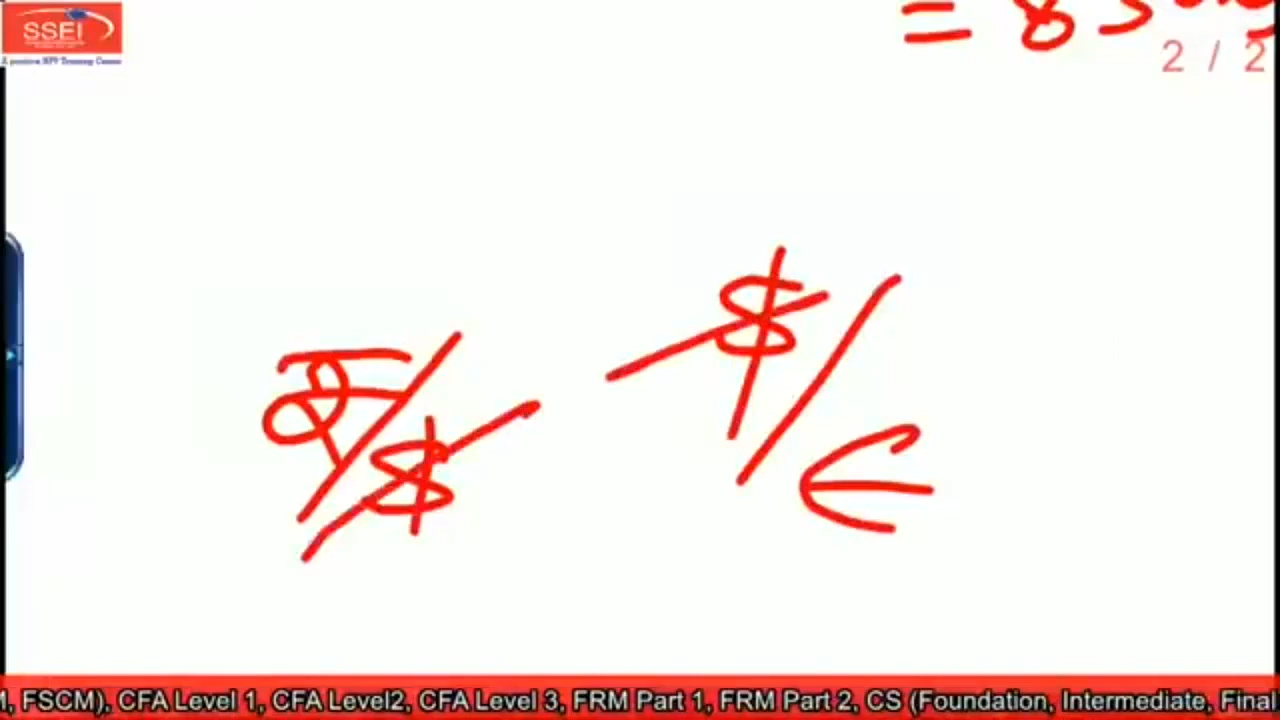 SSEI
2 / 2
₹/$ $/€
, FSCM), CFA Level 1, CFA Level2, CFA Level 3, FRM Part 1, FRM Part 2, CS (Foundation, Intermediate, Final